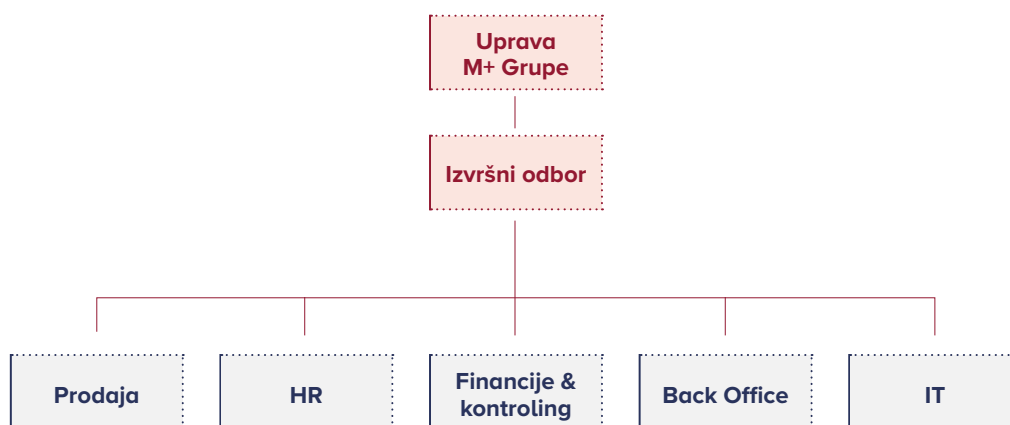 Uprava
M+ Grupe
Izvršni odbor
Prodaja
HR
Financije &
kontroling
Back Office
IT